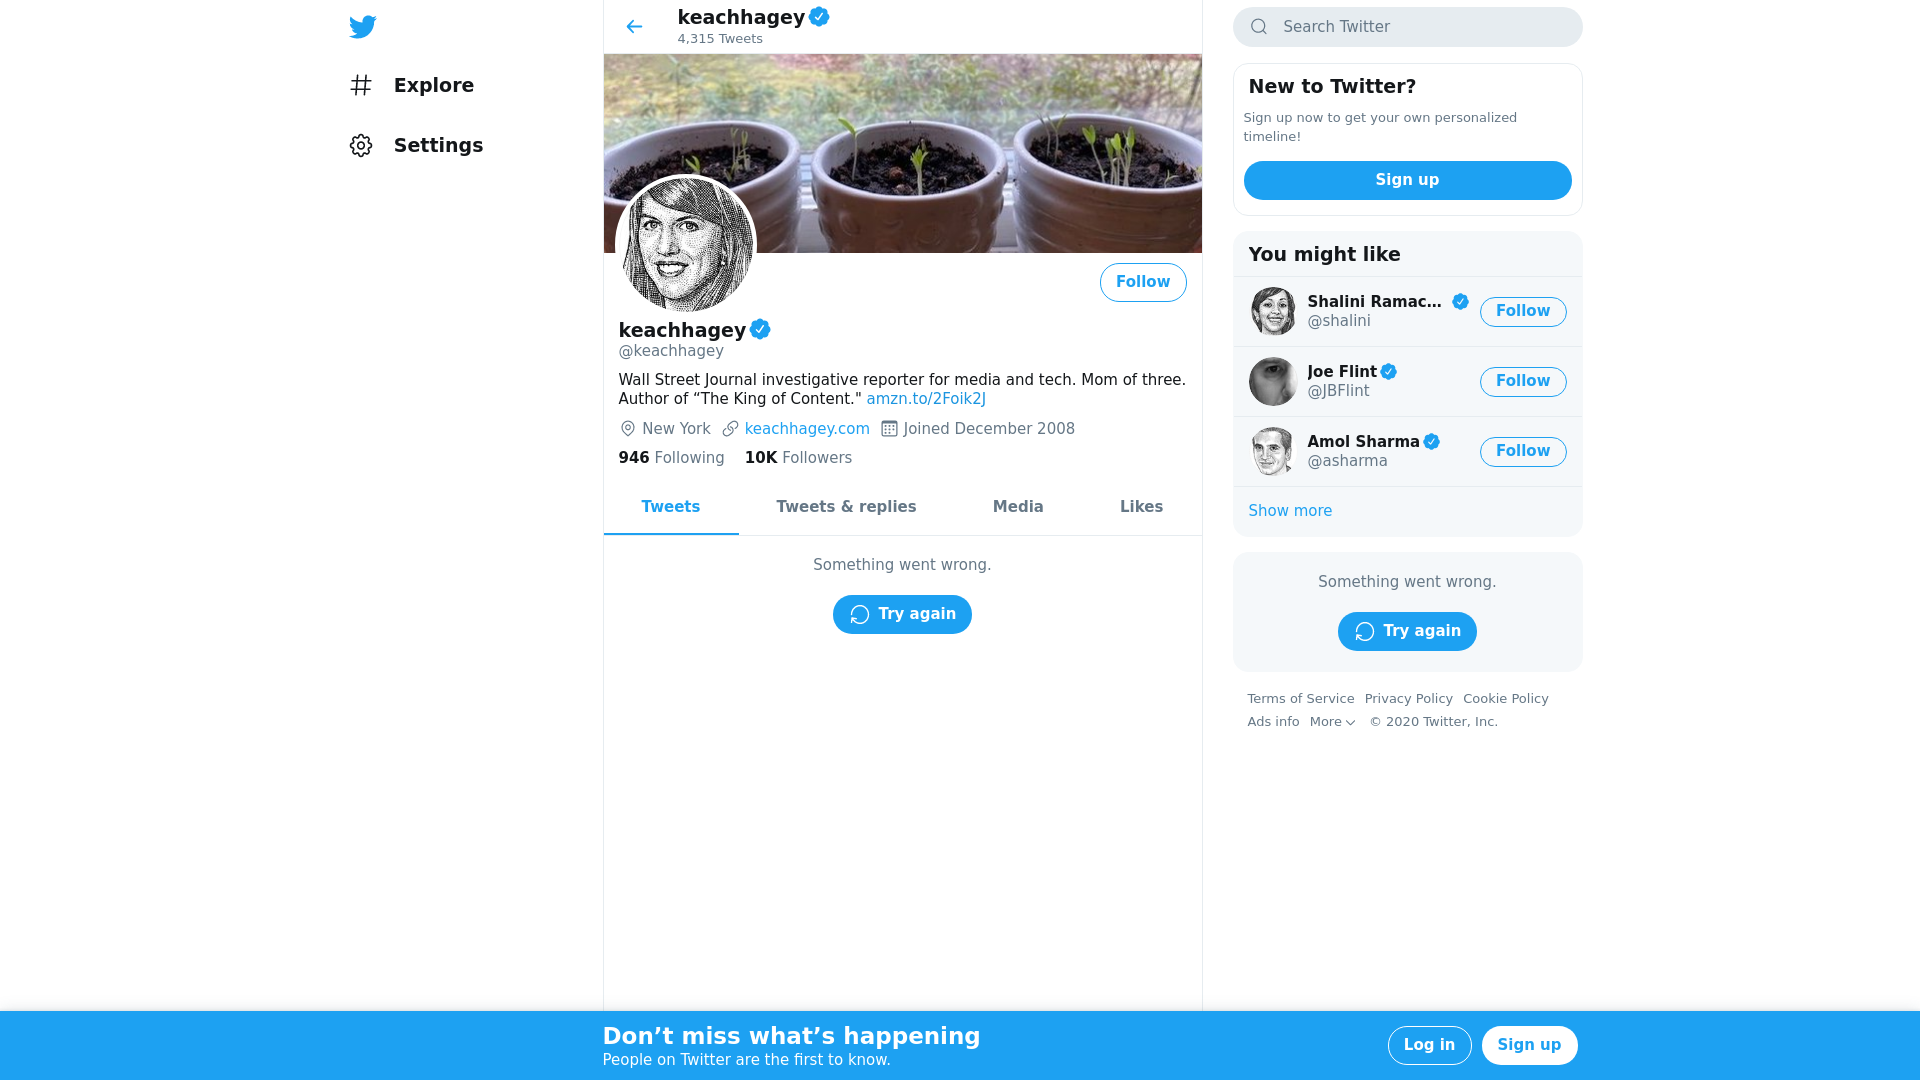 Explore
Settings
keachhagey
4,315 Tweets
Follow
keachhagey
@keachhagey
Wall Street Journal investigative reporter for media and tech. Mom of three.
Author of “The King of Content." amzn.to/2Foik2J
New York keachhagey.com Joined December 2008
946 Following 10K Followers
Tweets Tweets & replies Media Likes
Something went wrong.
Try again
Search Twitter
New to Twitter?
Sign up now to get your own personalized
timeline!
Sign up
You might like
Shalini Ramac…
@shalini
Follow
Joe Flint
@JBFlint
Follow
Amol Sharma
@asharma
Follow
Show more
Something went wrong.
Try again
Terms of Service Privacy Policy Cookie Policy
Ads info More © 2020 Twitter, Inc.
Don’t miss what’s happening
People on Twitter are the first to know.
Log in Sign up